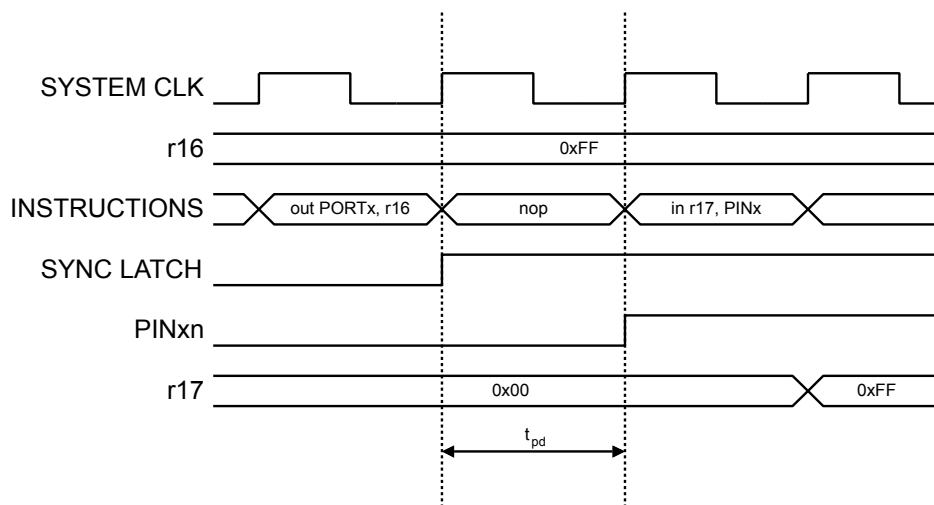 SYSTEM CLK
r16
0xFF
INSTRUCTIONS
out PORTx, r16
nop
in r17, PINx
SYNC LATCH
PINxn
r17
0x00
0xFF
tpd